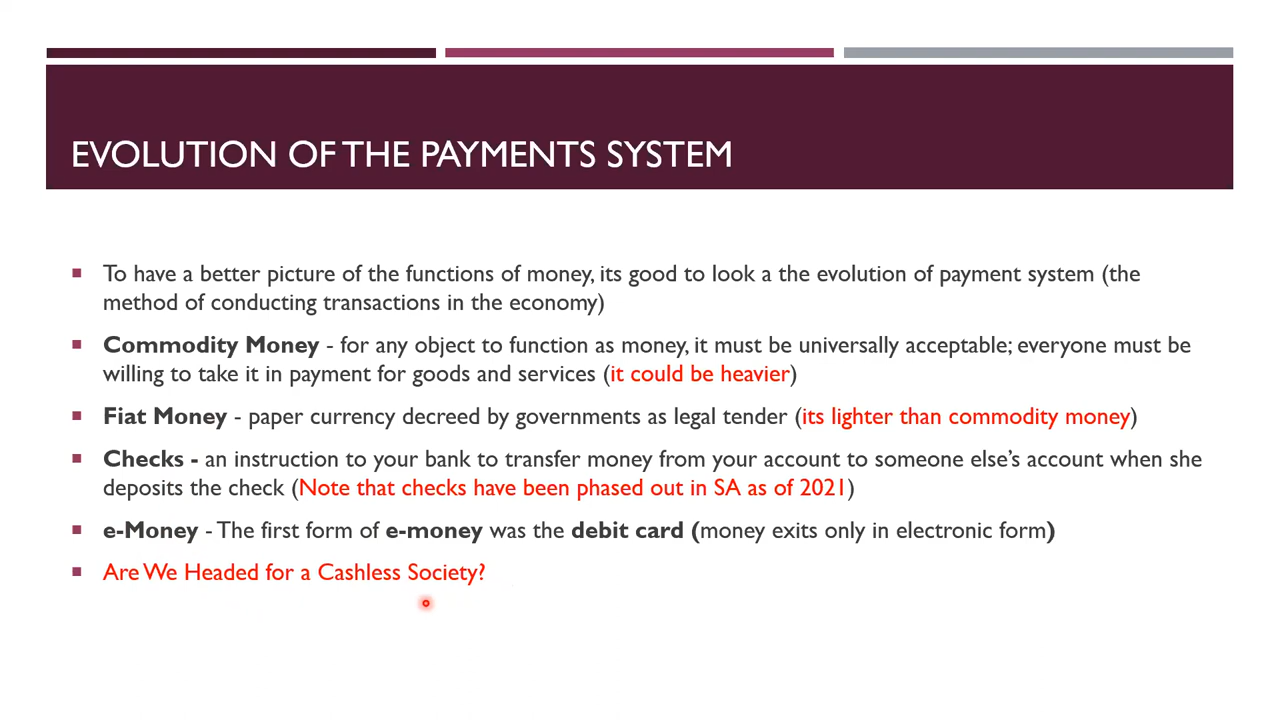 EVOLUTION OF THE PAYMENTS SYSTEM
To have a better picture of the functions of money, its good to look a the evolution of payment system (the
method of conducting transactions in the economy)
Commodity Money - for any object to function as money, it must be universally acceptable; everyone must be
willing to take it in payment for goods and services (it could be heavier)
Fiat Money - paper currency decreed by governments as legal tender (its lighter than commodity money)
Checks - an instruction to your bank to transfer money from your account to someone else's account when she
deposits the check (Note that checks have been phased out in SA as of 2021)
e-Money - The first form of e-money was the debit card (money exits only in electronic form)
Are We Headed for a Cashless Society?